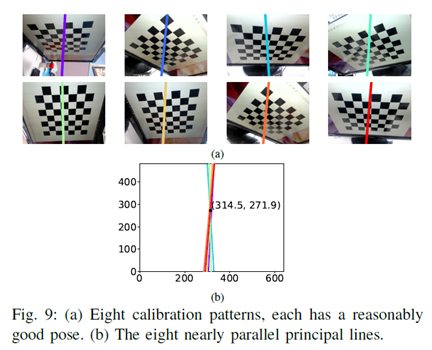 (a)
400
300
(314.5, 271.9)
200
100
0
0 200 400 600
(b)
Fig. 9: (a) Eight calibration patterns, each has a reasonably
good pose. (b) The eight nearly parallel principal lines.